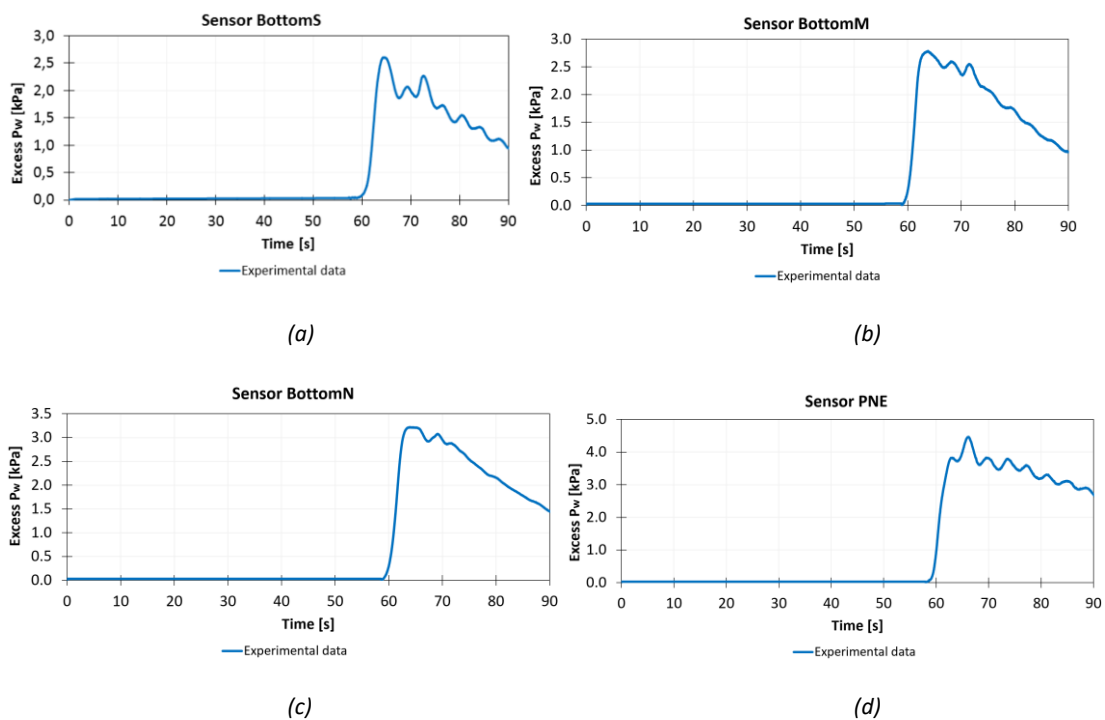 Sensor BottomS
Excess Pw [kPa]
3,0
2,5
2,0
1,5
1,0
0,5
0,0
0 10 20 30 40 50 60 70 80 90
Time [s]
Experimental data
(a)
Sensor BottomM
Excess Pw [kPa]
3.0
2.5
2.0
1.5
1.0
0.5
0.0
0 10 20 30 40 50 60 70 80 90
Time [s]
Experimental data
(b)
Sensor BottomN
Excess Pw [kPa]
3.5
3.0
2.5
2.0
1.5
1.0
0.5
0.0
0 10 20 30 40 50 60 70 80 90
Time [s]
Experimental data
(c)
Sensor PNE
Excess Pw [kPa]
5.0
4.0
3.0
2.0
1.0
0.0
0 10 20 30 40 50 60 70 80 90
Time [s]
Experimental data
(d)